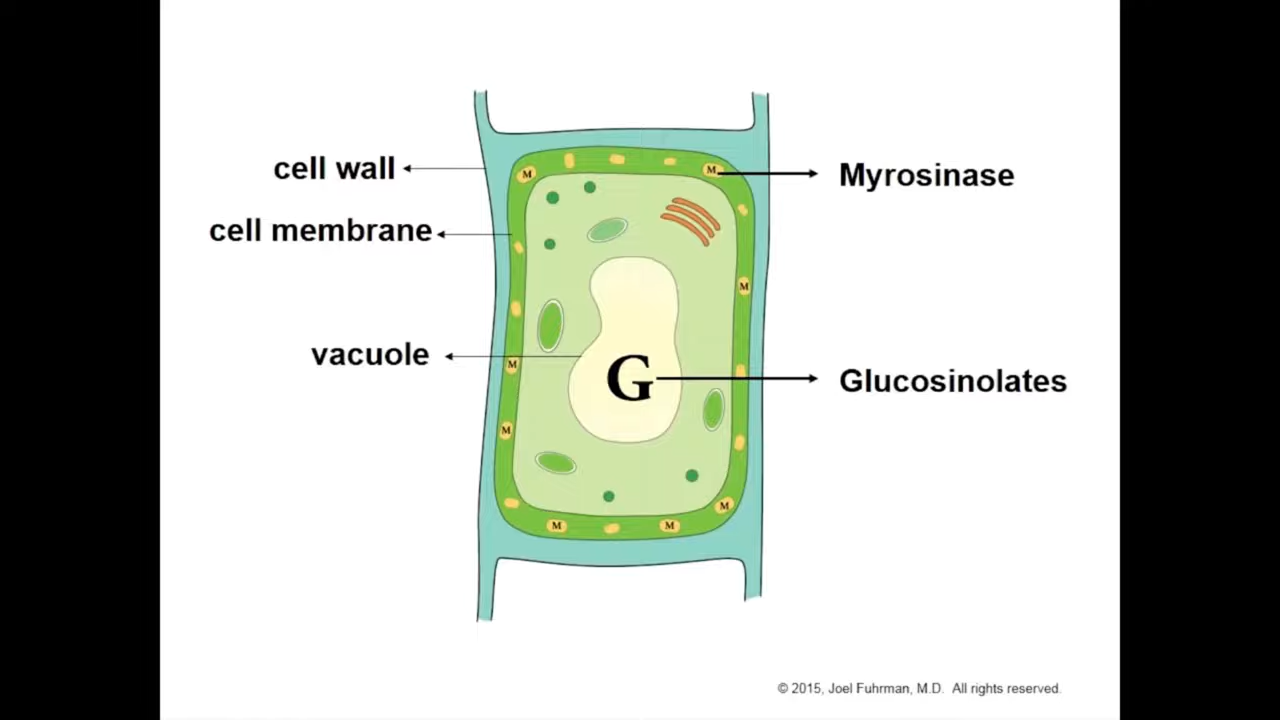 cell wall
cell membrane
vacuole
M
M
M
M
M
M
M
M
G
Myrosinase
Glucosinolates
© 2015, Joel Fuhrman, M.D. All rights reserved.